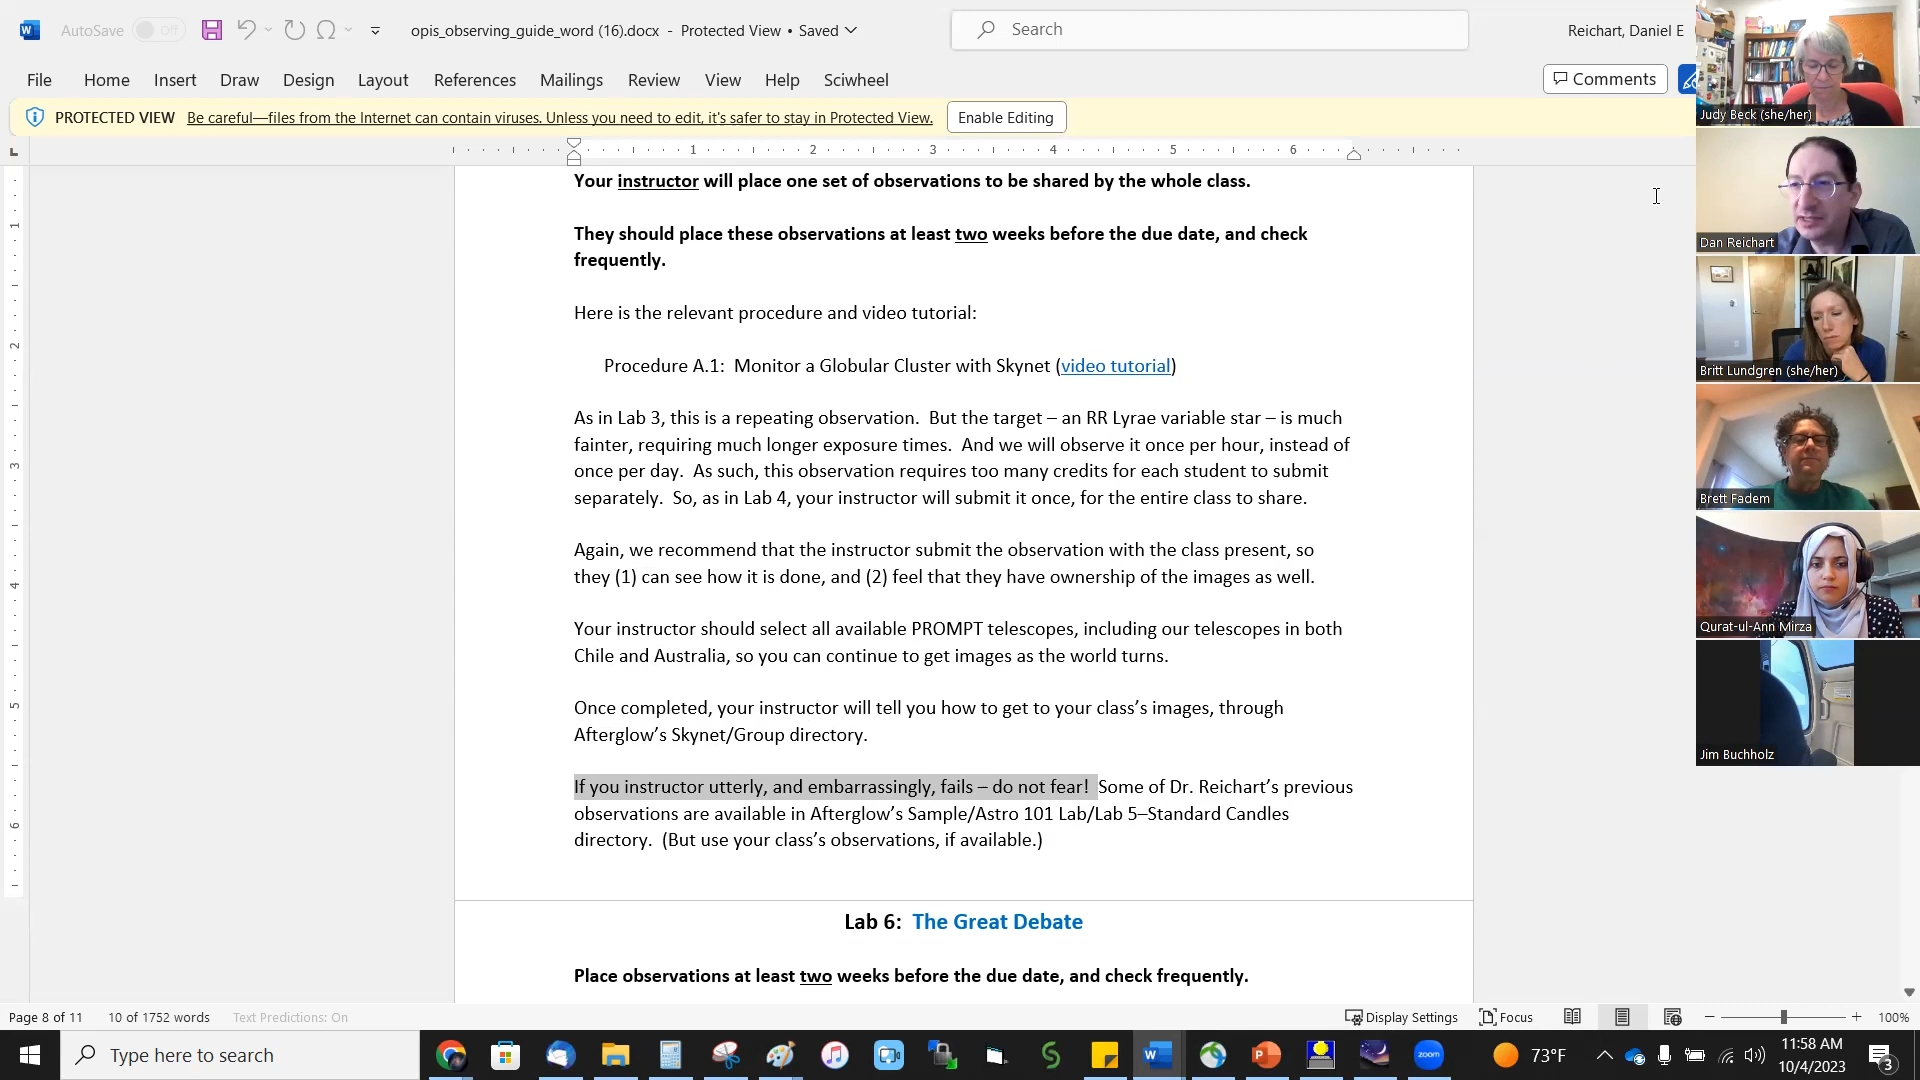 AutoSave Off opis_observing_guide_word (16).docx - Protected View • Saved Search Reichart, Daniel E
File Home Insert Draw Design Layout References Mailings Review View Help Sciwheel Comments
PROTECTED VIEW Be careful—files from the Internet can contain viruses. Unless you need to edit, it's safer to stay in Protected View. Enable Editing
1 2 3 4 5 6
Your instructor will place one set of observations to be shared by the whole class.
They should place these observations at least two weeks before the due date, and check
frequently.
Here is the relevant procedure and video tutorial:
Procedure A.1: Monitor a Globular Cluster with Skynet (video tutorial)
As in Lab 3, this is a repeating observation. But the target – an RR Lyrae variable star – is much
fainter, requiring much longer exposure times. And we will observe it once per hour, instead of
once per day. As such, this observation requires too many credits for each student to submit
separately. So, as in Lab 4, your instructor will submit it once, for the entire class to share.
Again, we recommend that the instructor submit the observation with the class present, so
they (1) can see how it is done, and (2) feel that they have ownership of the images as well.
Your instructor should select all available PROMPT telescopes, including our telescopes in both
Chile and Australia, so you can continue to get images as the world turns.
Once completed, your instructor will tell you how to get to your class's images, through
Afterglow's Skynet/Group directory.
If you instructor utterly, and embarrassingly, fails – do not fear! Some of Dr. Reichart's previous
observations are available in Afterglow's Sample/Astro 101 Lab/Lab 5–Standard Candles
directory. (But use your class's observations, if available.)
Lab 6: The Great Debate
Place observations at least two weeks before the due date, and check frequently.
1
2
3
4
5
6
Judy Beck (she/her)
Dan Reichart
Britt Lundgren (she/her)
Brett Fadem
Qurat-ul-Ann Mirza
Jim Buchholz
Page 8 of 11 10 of 1752 words Text Predictions: On Display Settings Focus 100%
Type here to search zoom 73°F 11:58 AM
10/4/2023 3